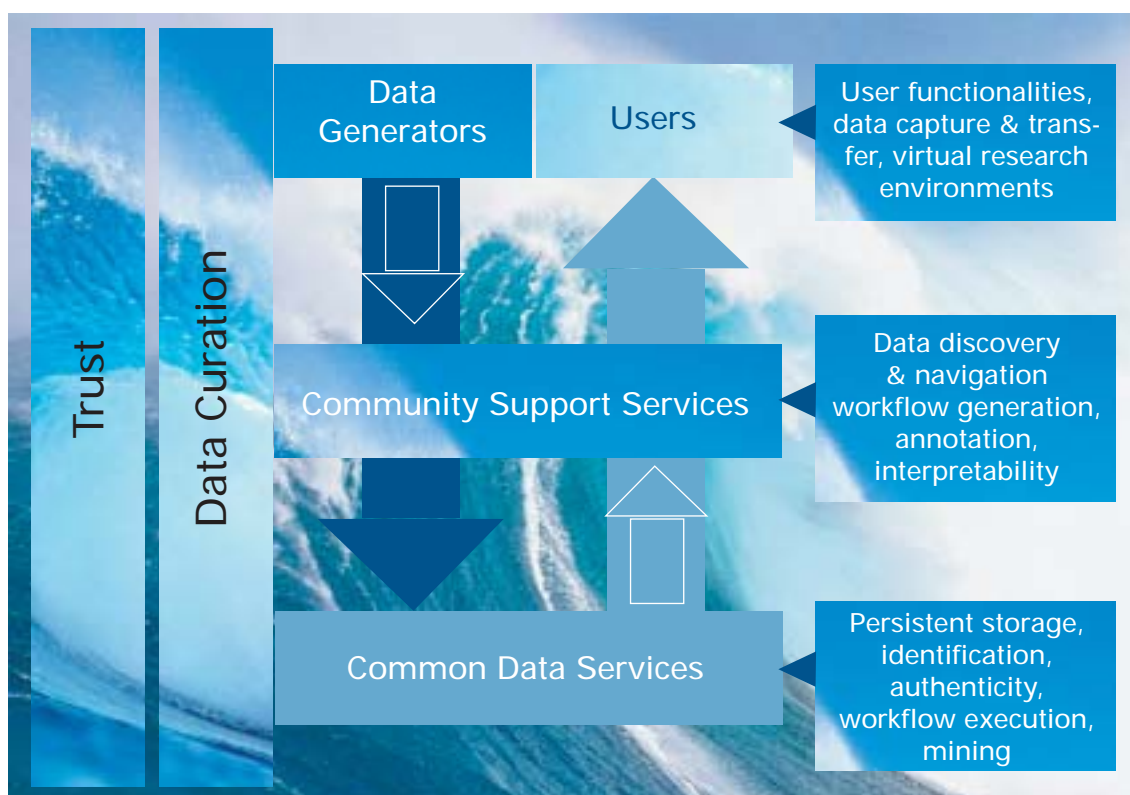 Trust
Data Curation
Data
Generators
Users
User functionalities,
data capture & trans-
fer, virtual research
environments
Community Support Services
Data discovery
& navigation
workflow generation,
annotation,
interpretability
Common Data Services
Persistent storage,
identification,
authenticity,
workflow execution,
mining